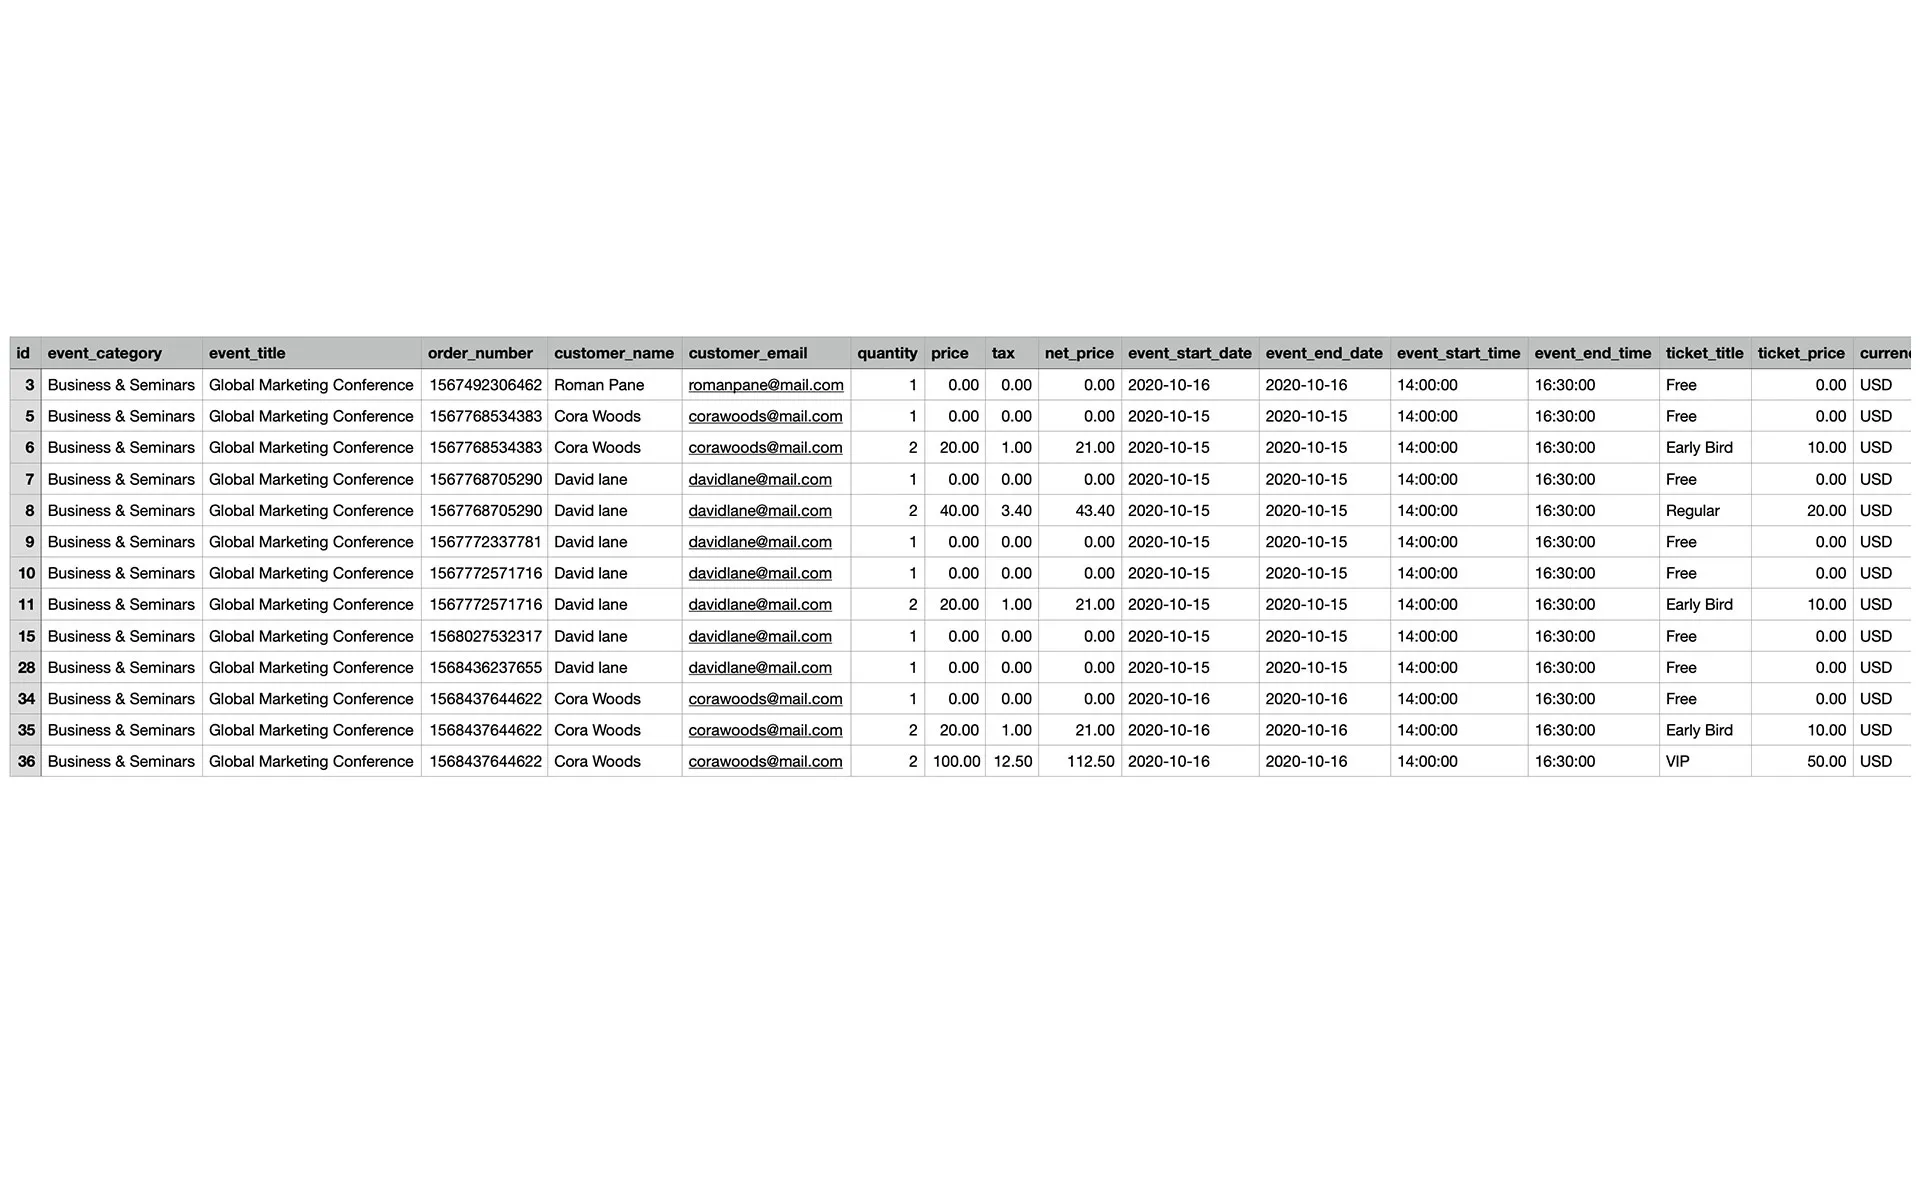 id event_category event_title order_number customer_name customer_email quantity price tax net_price event_start_date event_end_date event_start_time event_end_time ticket_title ticket_price currenc
3 Business & Seminars Global Marketing Conference 1567492306462 Roman Pane romanpane@mail.com 1 0.00 0.00 0.00 2020-10-16 2020-10-16 14:00:00 16:30:00 Free 0.00 USD
5 Business & Seminars Global Marketing Conference 1567768534383 Cora Woods corawoods@mail.com 1 0.00 0.00 0.00 2020-10-15 2020-10-15 14:00:00 16:30:00 Free 0.00 USD
6 Business & Seminars Global Marketing Conference 1567768534383 Cora Woods corawoods@mail.com 2 20.00 1.00 21.00 2020-10-15 2020-10-15 14:00:00 16:30:00 Early Bird 10.00 USD
7 Business & Seminars Global Marketing Conference 1567768705290 David lane davidlane@mail.com 1 0.00 0.00 0.00 2020-10-15 2020-10-15 14:00:00 16:30:00 Free 0.00 USD
8 Business & Seminars Global Marketing Conference 1567768705290 David lane davidlane@mail.com 2 40.00 3.40 43.40 2020-10-15 2020-10-15 14:00:00 16:30:00 Regular 20.00 USD
9 Business & Seminars Global Marketing Conference 1567772337781 David lane davidlane@mail.com 1 0.00 0.00 0.00 2020-10-15 2020-10-15 14:00:00 16:30:00 Free 0.00 USD
10 Business & Seminars Global Marketing Conference 1567772571716 David lane davidlane@mail.com 1 0.00 0.00 0.00 2020-10-15 2020-10-15 14:00:00 16:30:00 Free 0.00 USD
11 Business & Seminars Global Marketing Conference 1567772571716 David lane davidlane@mail.com 2 20.00 1.00 21.00 2020-10-15 2020-10-15 14:00:00 16:30:00 Early Bird 10.00 USD
15 Business & Seminars Global Marketing Conference 1568027532317 David lane davidlane@mail.com 1 0.00 0.00 0.00 2020-10-15 2020-10-15 14:00:00 16:30:00 Free 0.00 USD
28 Business & Seminars Global Marketing Conference 1568436237655 David lane davidlane@mail.com 1 0.00 0.00 0.00 2020-10-15 2020-10-15 14:00:00 16:30:00 Free 0.00 USD
34 Business & Seminars Global Marketing Conference 1568437644622 Cora Woods corawoods@mail.com 1 0.00 0.00 0.00 2020-10-16 2020-10-16 14:00:00 16:30:00 Free 0.00 USD
35 Business & Seminars Global Marketing Conference 1568437644622 Cora Woods corawoods@mail.com 2 20.00 1.00 21.00 2020-10-16 2020-10-16 14:00:00 16:30:00 Early Bird 10.00 USD
36 Business & Seminars Global Marketing Conference 1568437644622 Cora Woods corawoods@mail.com 2 100.00 12.50 112.50 2020-10-16 2020-10-16 14:00:00 16:30:00 VIP 50.00 USD